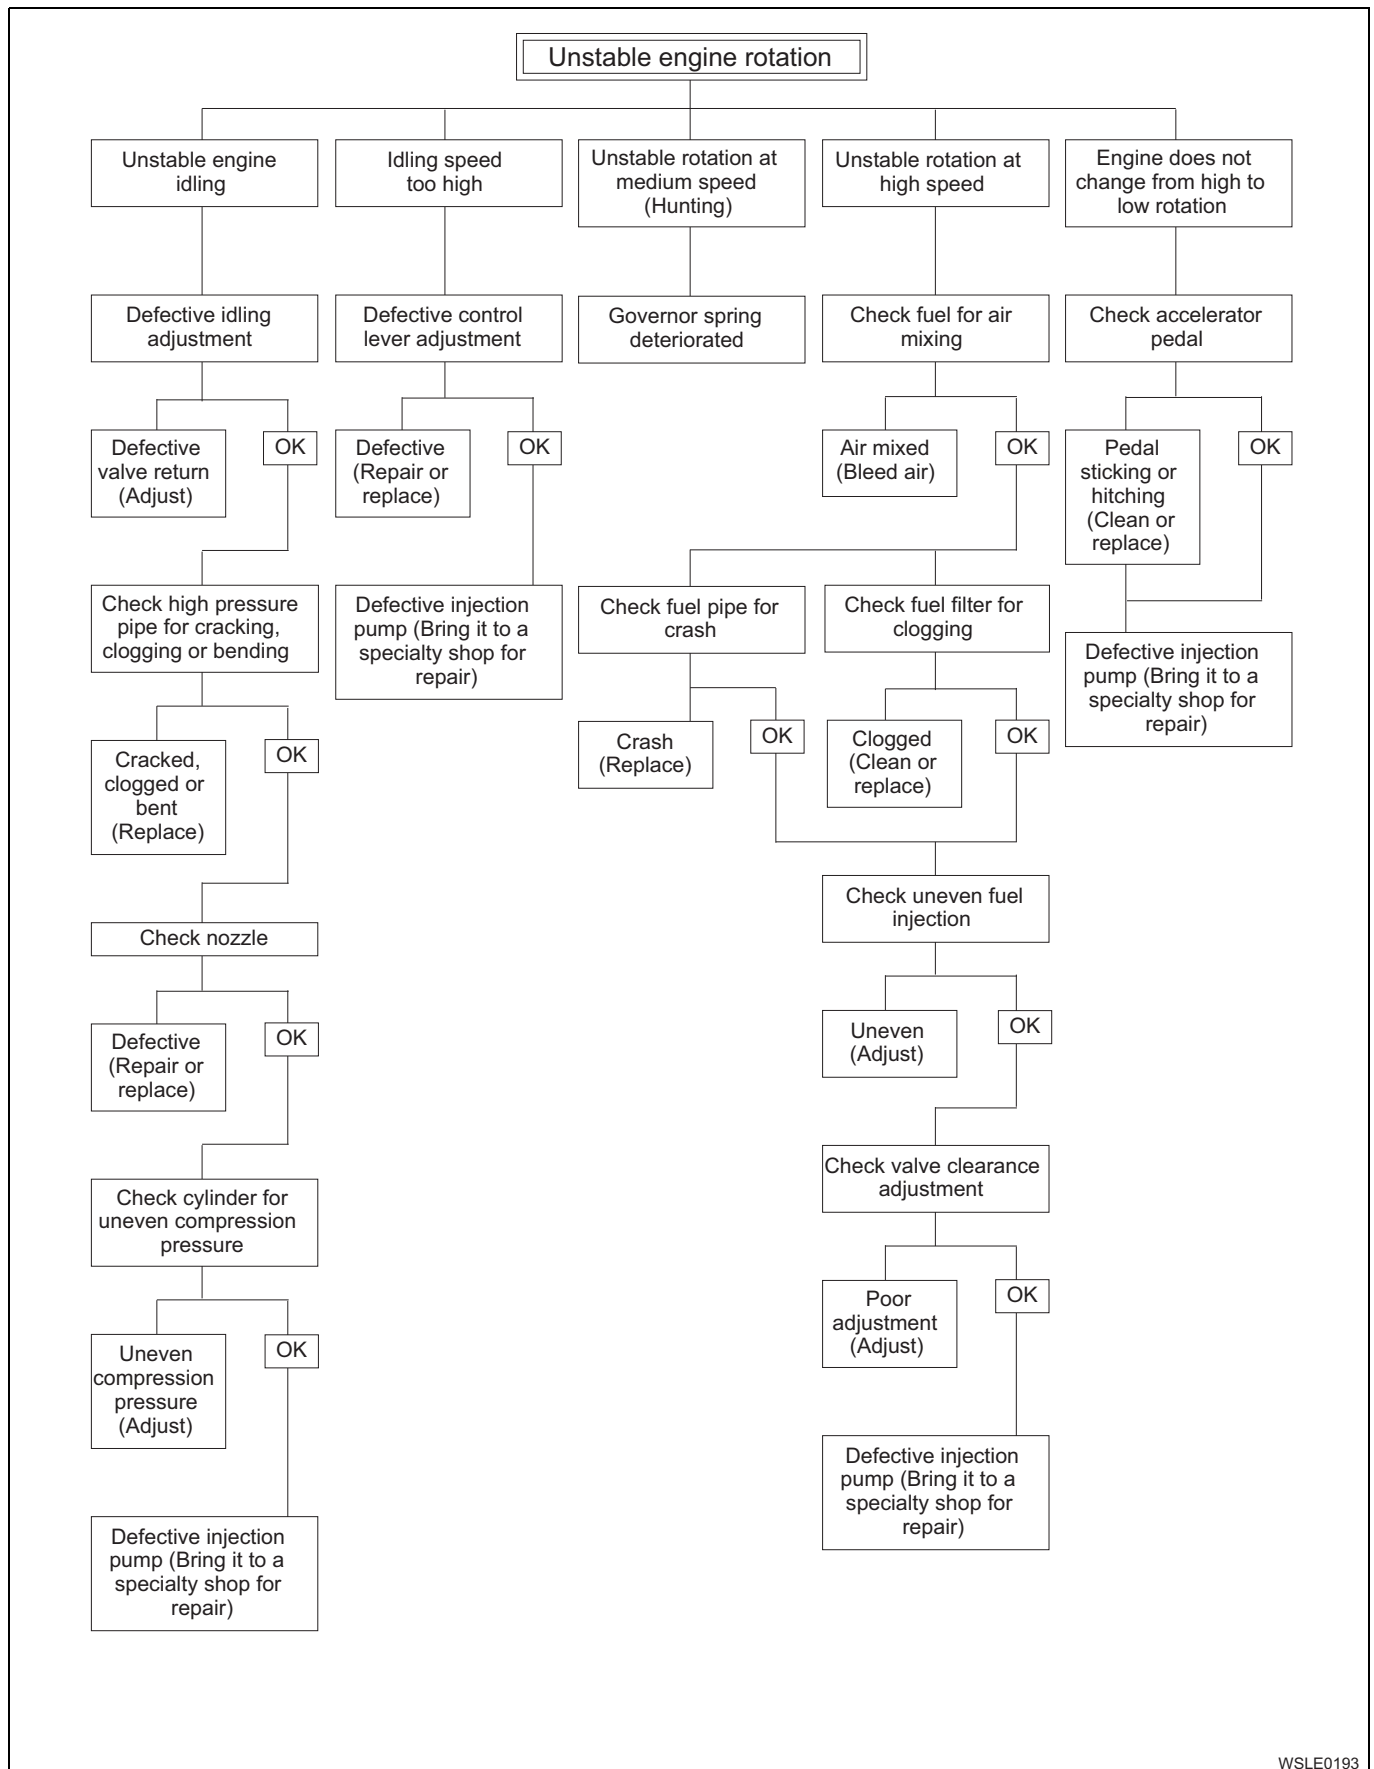 Unstable engine rotation
Unstable engine
idling
Idling speed
too high
Unstable rotation at
medium speed
(Hunting)
Unstable rotation at
high speed
Engine does not
change from high to
low rotation
Defective idling
adjustment
Defective control
lever adjustment
Governor spring
deteriorated
Check fuel for air
mixing
Check accelerator
pedal
Defective
valve return
(Adjust)
OK
Defective
(Repair or
replace)
OK
Air mixed
(Bleed air)
OK
Pedal
sticking or
hitching
(Clean or
replace)
OK
Check high pressure
pipe for cracking,
clogging or bending
Defective injection
pump (Bring it to a
specialty shop for
repair)
Check fuel pipe for
crash
Check fuel filter for
clogging
Defective injection
pump (Bring it to a
specialty shop for
repair)
Cracked,
clogged or
bent
(Replace)
OK
Crash
(Replace)
OK
Clogged
(Clean or
replace)
OK
Check nozzle
Check uneven fuel
injection
Defective
(Repair or
replace)
OK
Uneven
(Adjust)
OK
Check cylinder for
uneven compression
pressure
Check valve clearance
adjustment
Uneven
compression
pressure
(Adjust)
OK
Poor
adjustment
(Adjust)
OK
Defective injection
pump (Bring it to a
specialty shop for
repair)
Defective injection
pump (Bring it to a
specialty shop for
repair)
WSLE0193